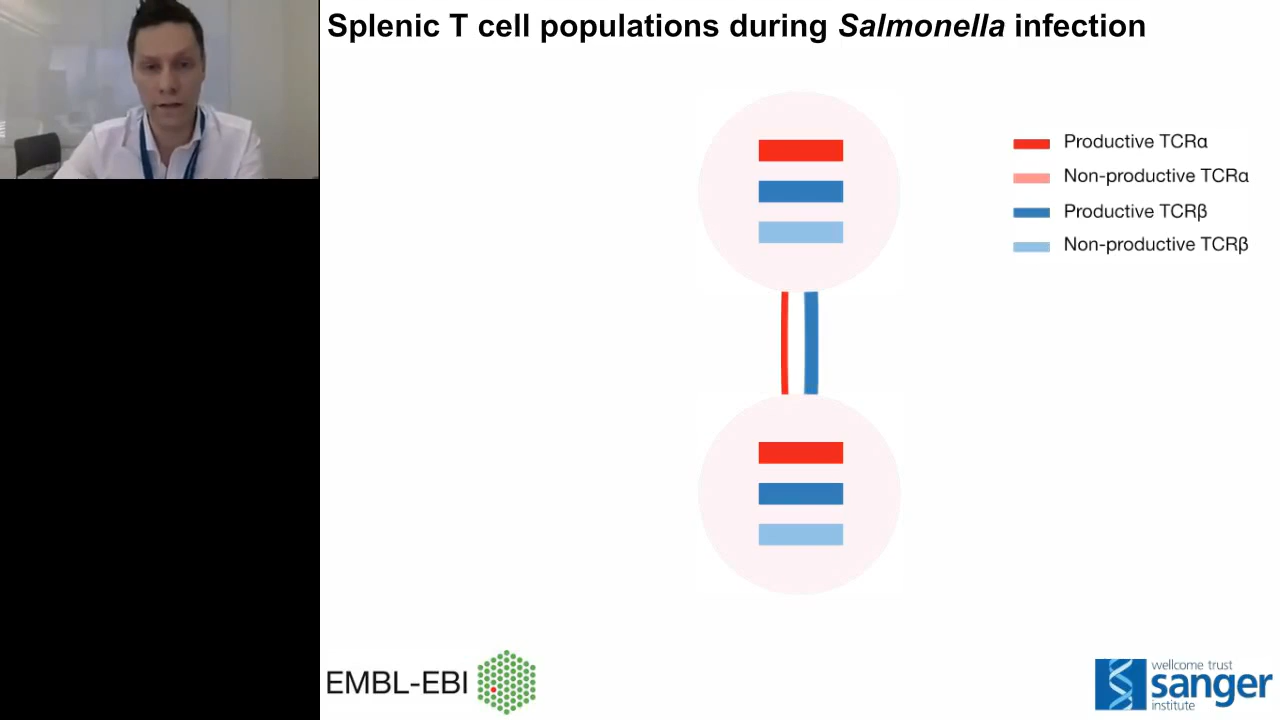 Splenic T cell populations during Salmonella infection
Productive TCRα
Non-productive TCRα
Productive TCRβ
Non-productive TCRβ
EMBL-EBI
wellcome trust
sanger
institute